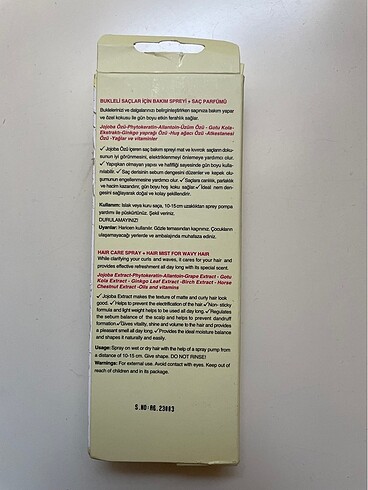 BUKLELİ SAÇLAR İÇİN BAKIM SPREYİ + SAÇ PARFÜMÜ
Buklelerinizi ve dalgalarınızı belirginleştirirken saçınıza bakım yapar
ve özel kokusu ile gün boyu etkin ferahlık sağlar.
Jojoba Özü-Phytokeratin-Allantoin-Üzüm Özü - Gotu Kola-
Ekstraktı-Ginkgo yaprağı Özü -Huş ağacı Özü -Atkestanesi
Özü -Yağlar ve vitaminler
✓Jojoba Özü içeren saç bakım spreyi mat ve kıvırcık saçların doku-
sunun iyi görünmesini, elektriklenmeyi önlemeye yardımcı olur.
✓ Yapışkan olmayan yapısı ve hafifliği sayesinde gün boyu kulla-
nılabilir. ✓ Saç derisinin sebum dengesini düzenler ve kepek olu-
şumunun engellenmesine yardımcı olur. ✓Saçlara canlılık, parlaklık
ve hacim kazandırır, gün boyu hoş koku sağlar ✓İdeal nem den-
gesini sağlayarak doğal ve kolay şekillendirir.
Kullanım: Islak veya kuru saça, 10-15cm uzaklıktan sprey pompa
yardımı ile püskürtünüz. Şekil veriniz.
DURULAMAYINIZ!
Uyarılar: Haricen kullanılır. Gözle temasından kaçınınız. Çocukların
ulaşamayacağı yerlerde ve ambalajında muhafaza ediniz.
HAIR CARE SPRAY + HAIR MIST FOR WAVY HAIR
While clarifying your curls and waves, it cares for your hair and
provides effective refreshment all day long with its special scent.
Jojoba Extract-Phytokeratin-Allantoin-Grape Extract - Gotu
Kola Extract - Ginkgo Leaf Extract -Birch Extract - Horse
Chestnut Extract -Oils and vitamins
✓Jojoba Extract makes the texture of matte and curly hair look
good. ✓ Helps to prevent the electrification of the hair.✓Non- sticky
formula and light weight helps to be used all day long. ✓Regulates
the sebum balance of the scalp and helps to prevent dandruff
formation.✓Gives vitality, shine and volume to the hair and provides
a pleasant smell all day long. ✓Provides the ideal moisture balance
and shapes it naturally and easily.
Usage: Spray on wet or dry hair with the help of a spray pump from
a distance of 10-15 cm. Give shape. DO NOT RINSE!
Warnings: For external use. Avoid contact with eyes. Keep out of
reach of children and in its package.
S.NO:AG.23003